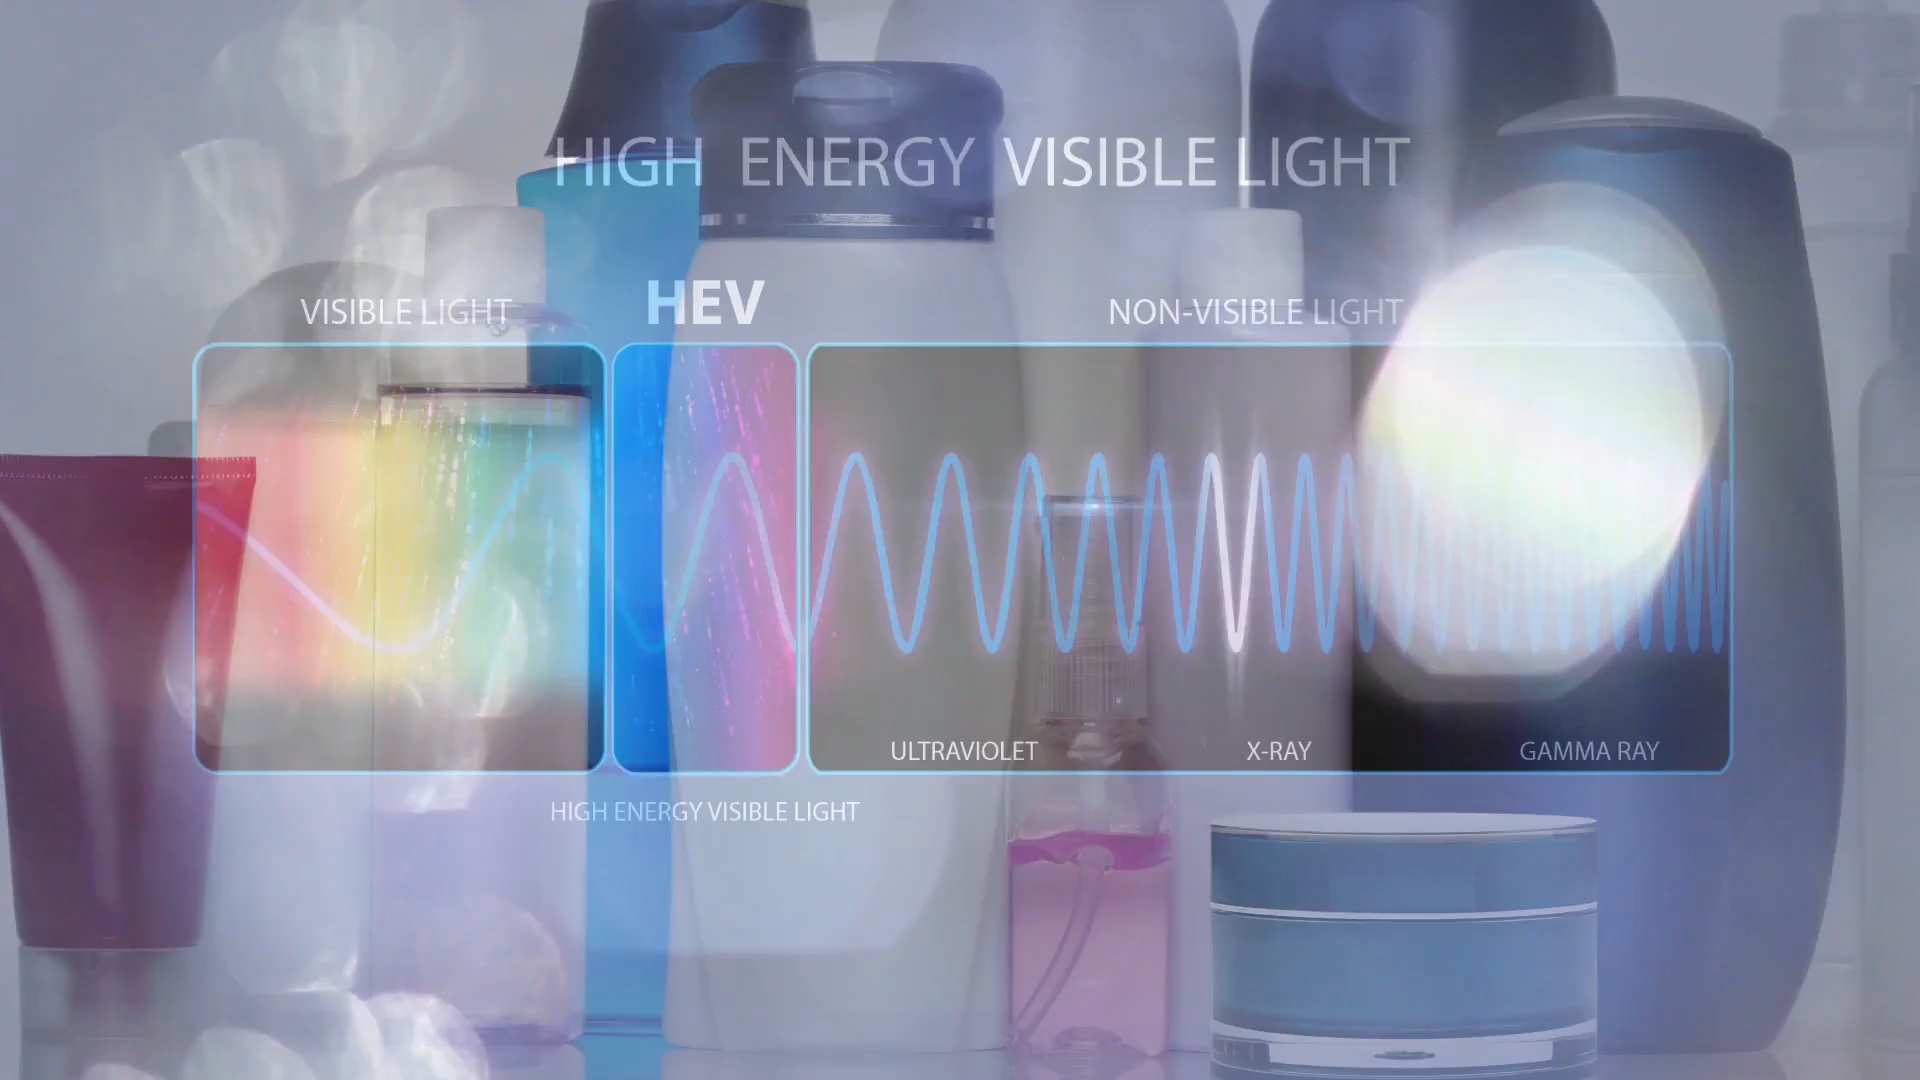 HIGH ENERGY VISIBLE LIGHT
VISIBLE LIGHT
HEV
NON-VISIBLE LIGHT
ULTRAVIOLET
X-RAY
GAMMA RAY
HIGH ENERGY VISIBLE LIGHT